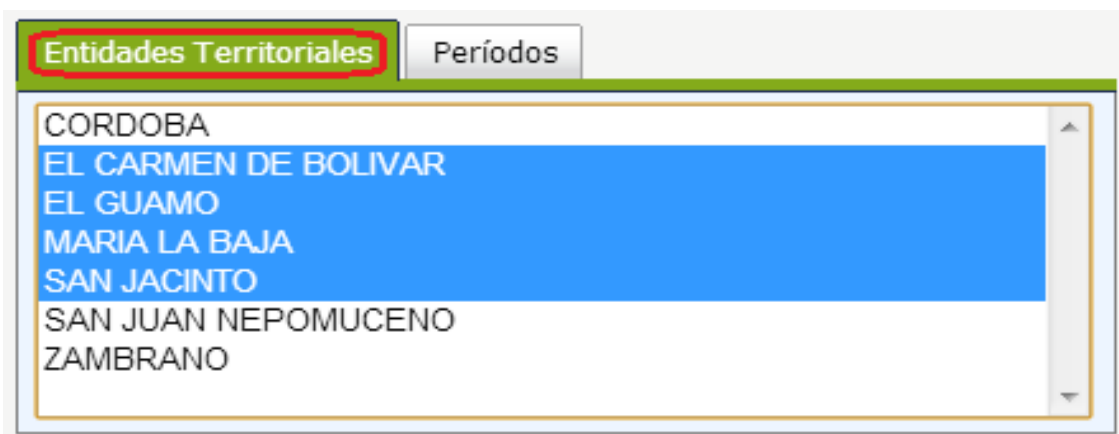 Entidades Territoriales Períodos
CORDOBA
EL CARMEN DE BOLIVAR
EL GUAMO
MARIA LA BAJA
SAN JACINTO
SAN JUAN NEPOMUCENO
ZAMBRANO